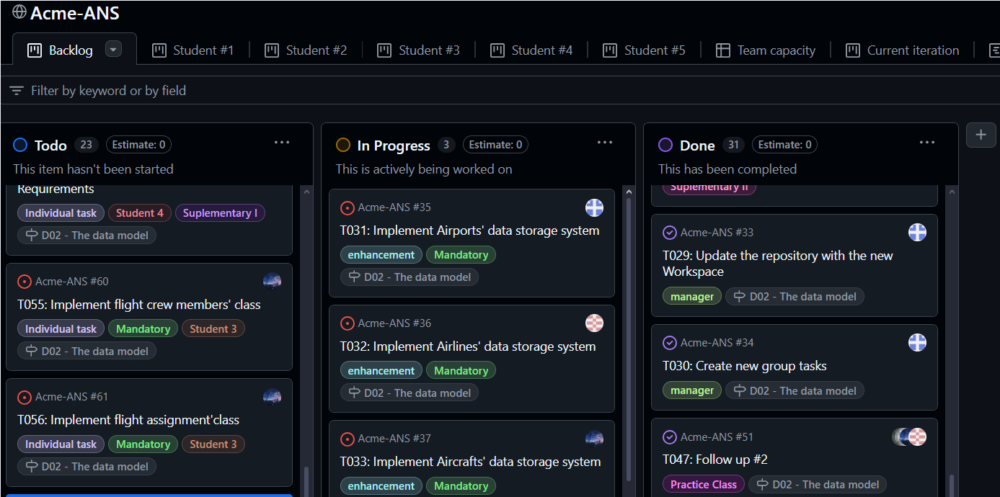 Acme-ANS
Backlog
Student #1
Student #2
Student #3
Student #4
Student #5
Team capacity
Current iteration
Filter by keyword or by field
Todo 23 Estimate: 0
This item hasn't been started
Requirements
Individual task Student 4 Suplementary I
D02 - The data model
Acme-ANS #60
T055: Implement flight crew members' class
Individual task Mandatory Student 3
D02 - The data model
Acme-ANS #61
T056: Implement flight assignment'class
Individual task Mandatory Student 3
D02 - The data model
In Progress 3 Estimate: 0
This is actively being worked on
Acme-ANS #35
T031: Implement Airports' data storage system
enhancement Mandatory
D02 - The data model
Acme-ANS #36
T032: Implement Airlines' data storage system
enhancement Mandatory
D02 - The data model
Acme-ANS #37
T033: Implement Aircrafts' data storage system
enhancement Mandatory
Done 31 Estimate: 0
This has been completed
Suplementary II
Acme-ANS #33
T029: Update the repository with the new
Workspace
manager D02 - The data model
Acme-ANS #34
T030: Create new group tasks
manager D02 - The data model
Acme-ANS #51
T047: Follow up #2
Practice Class D02 - The data model